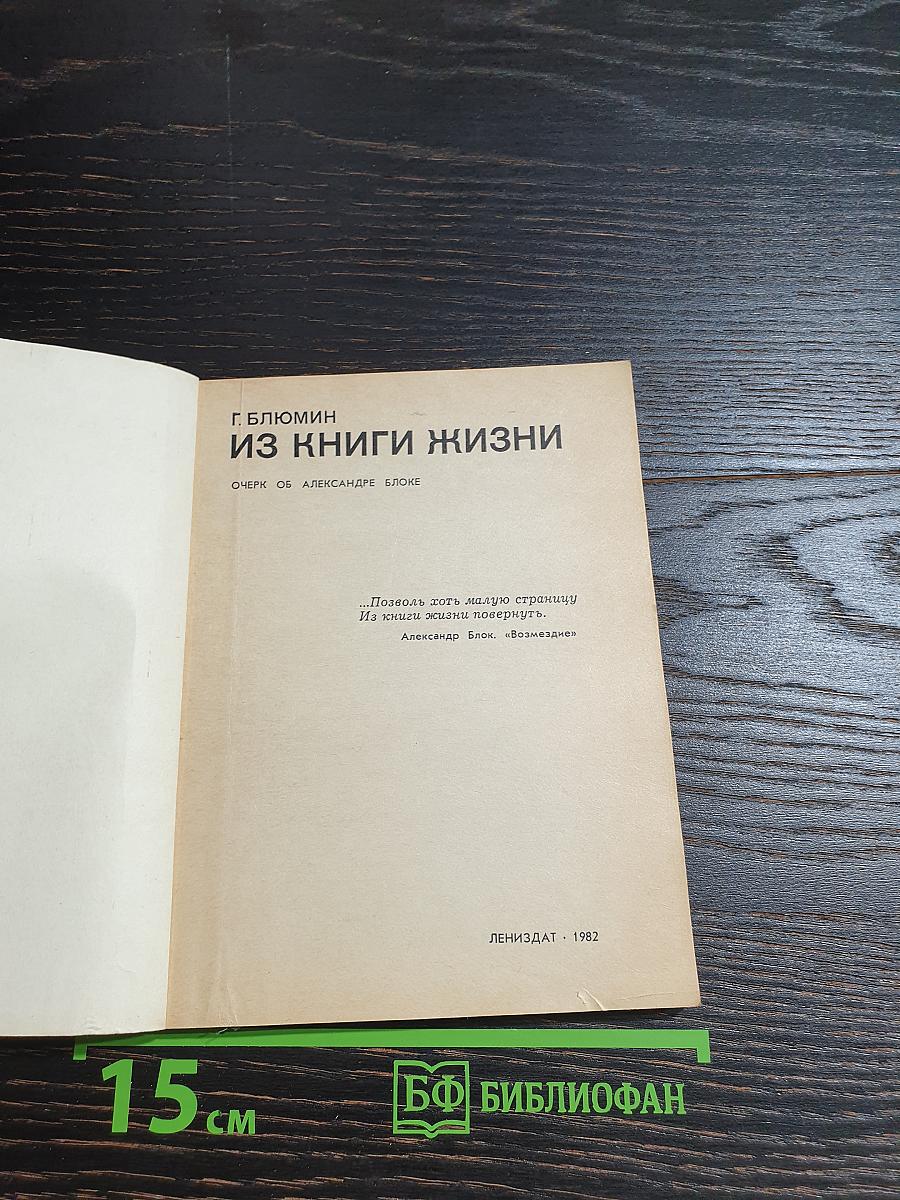 Г. БЛЮМИН
ИЗ КНИГИ ЖИЗНИ
ОЧЕРК ОБ АЛЕКСАНДРЕ БЛОКЕ
...Позволь хоть малую страницу
Из книги жизни повернуть.
Александр Блок. «Возмездие»
ЛЕНИЗДАТ · 1982
15 см
БФ БИБЛИОФАН